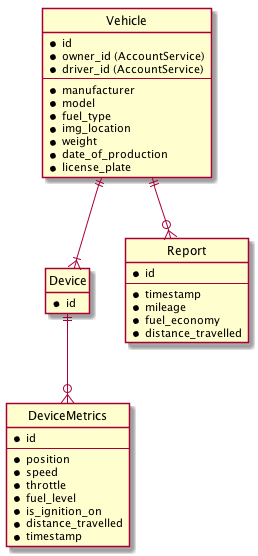 Vehicle
id
owner_id (AccountService)
driver_id (AccountService)
manufacturer
model
fuel_type
img_location
weight
date_of_production
license_plate
Device
id
Report
id
timestamp
mileage
fuel_economy
distance_travelled
DeviceMetrics
id
position
speed
throttle
fuel_level
is_ignition_on
distance_travelled
timestamp